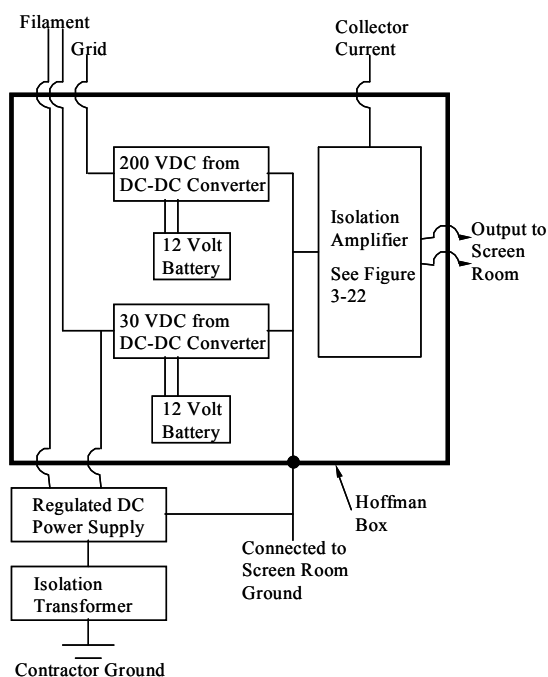 Filament
Grid
Collector
Current
200 VDC from
DC-DC Converter
12 Volt
Battery
Isolation
Amplifier
See Figure
3-22
Output to
Screen
Room
30 VDC from
DC-DC Converter
12 Volt
Battery
Regulated DC
Power Supply
Hoffman
Box
Connected to
Screen Room
Ground
Isolation
Transformer
Contractor Ground